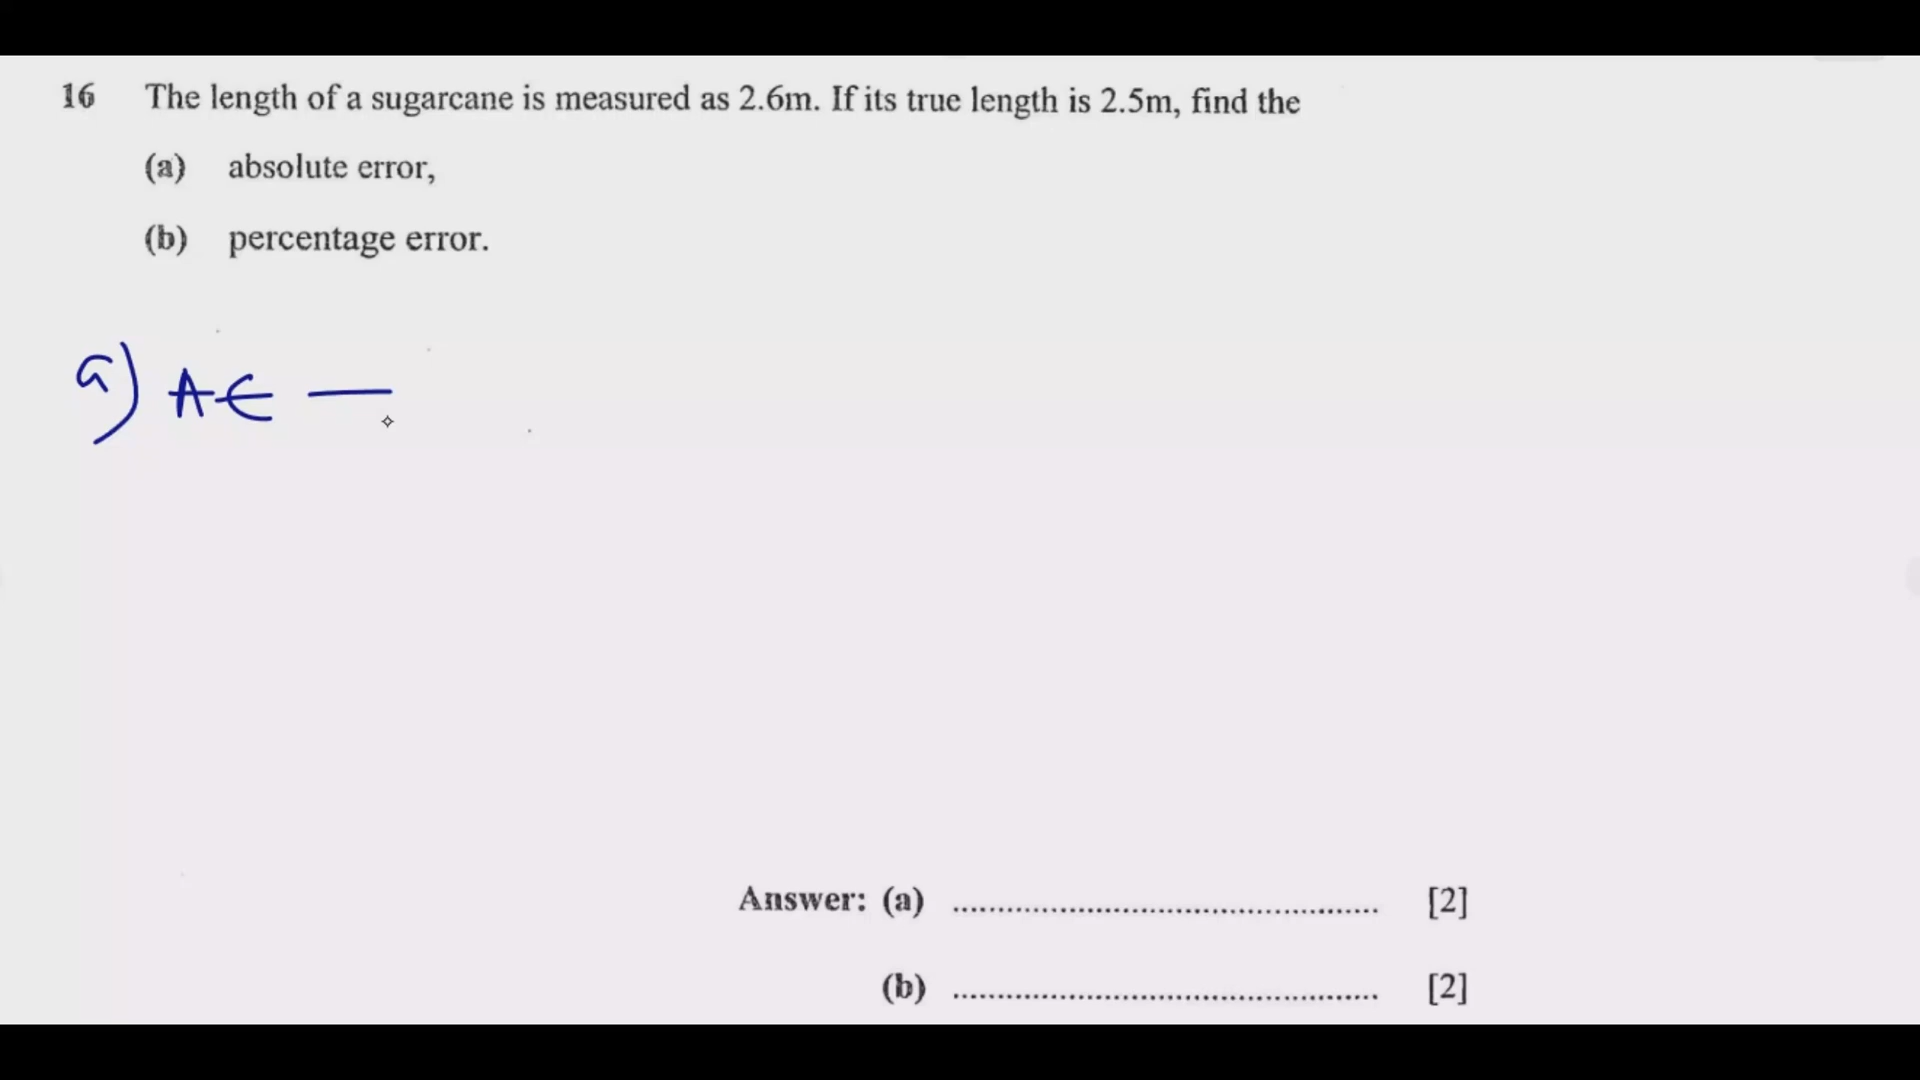 16 The length of a sugarcane is measured as 2.6m. If its true length is 2.5m, find the
(a) absolute error,
(b) percentage error.
a) AE —
Answer: (a) ................................................ [2]
(b) ................................................ [2]